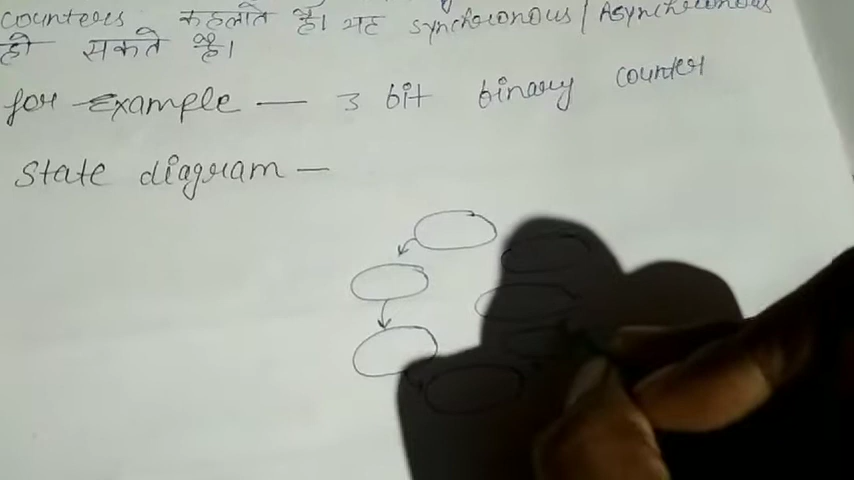 counters कहलाते हैं। यह synchronous / Asynchronous
हो सकते है।
for Example — 3 bit binary counter
State diagram —